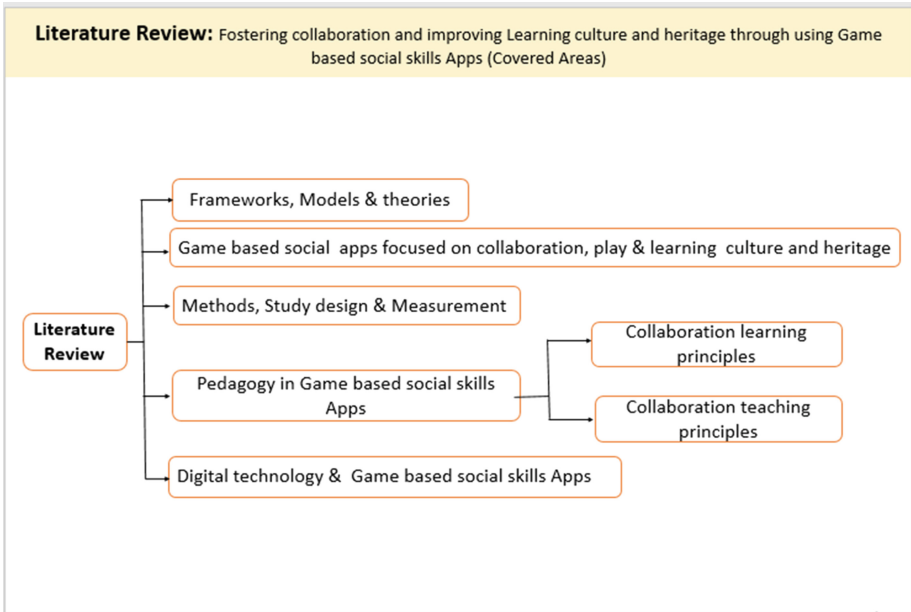 Literature Review: Fostering collaboration and improving Learning culture and heritage through using Game
based social skills Apps (Covered Areas)
Frameworks, Models & theories
Game based social apps focused on collaboration, play & learning culture and heritage
Methods, Study design & Measurement
Literature
Review
Collaboration learning
principles
Pedagogy in Game based social skills
Apps
Collaboration teaching
principles
Digital technology & Game based social skills Apps